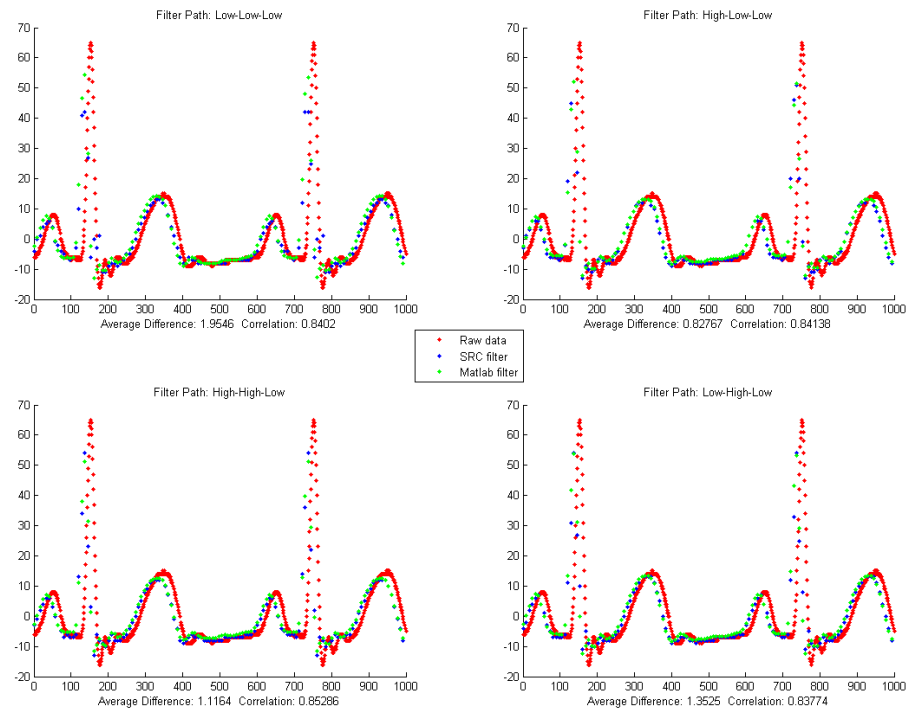 Filter Path: Low-Low-Low
70
60
50
40
30
20
10
0
-10
-20
0 100 200 300 400 500 600 700 800 900 1000
Average Difference: 1.9546 Correlation: 0.8402
Filter Path: High-Low-Low
70
60
50
40
30
20
10
0
-10
-20
0 100 200 300 400 500 600 700 800 900 1000
Average Difference: 0.82767 Correlation: 0.84138
Raw data
SRC filter
Matlab filter
Filter Path: High-High-Low
70
60
50
40
30
20
10
0
-10
-20
0 100 200 300 400 500 600 700 800 900 1000
Average Difference: 1.1164 Correlation: 0.85286
Filter Path: Low-High-Low
70
60
50
40
30
20
10
0
-10
-20
0 100 200 300 400 500 600 700 800 900 1000
Average Difference: 1.3525 Correlation: 0.83774